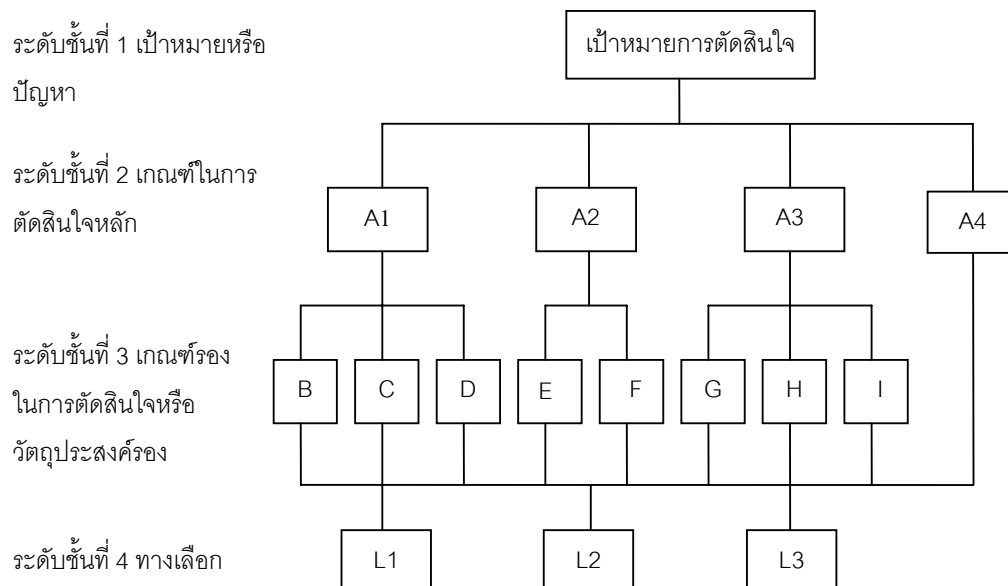 ระดับชั้นที่ 1 เป้าหมายหรือ
ปัญหา
เป้าหมายการตัดสินใจ
ระดับชั้นที่ 2 เกณฑ์ในการ
ตัดสินใจหลัก
A1
A2
A3
A4
ระดับชั้นที่ 3 เกณฑ์รอง
ในการตัดสินใจหรือ
วัตถุประสงค์รอง
B
C
D
E
F
G
H
I
ระดับชั้นที่ 4 ทางเลือก
L1
L2
L3